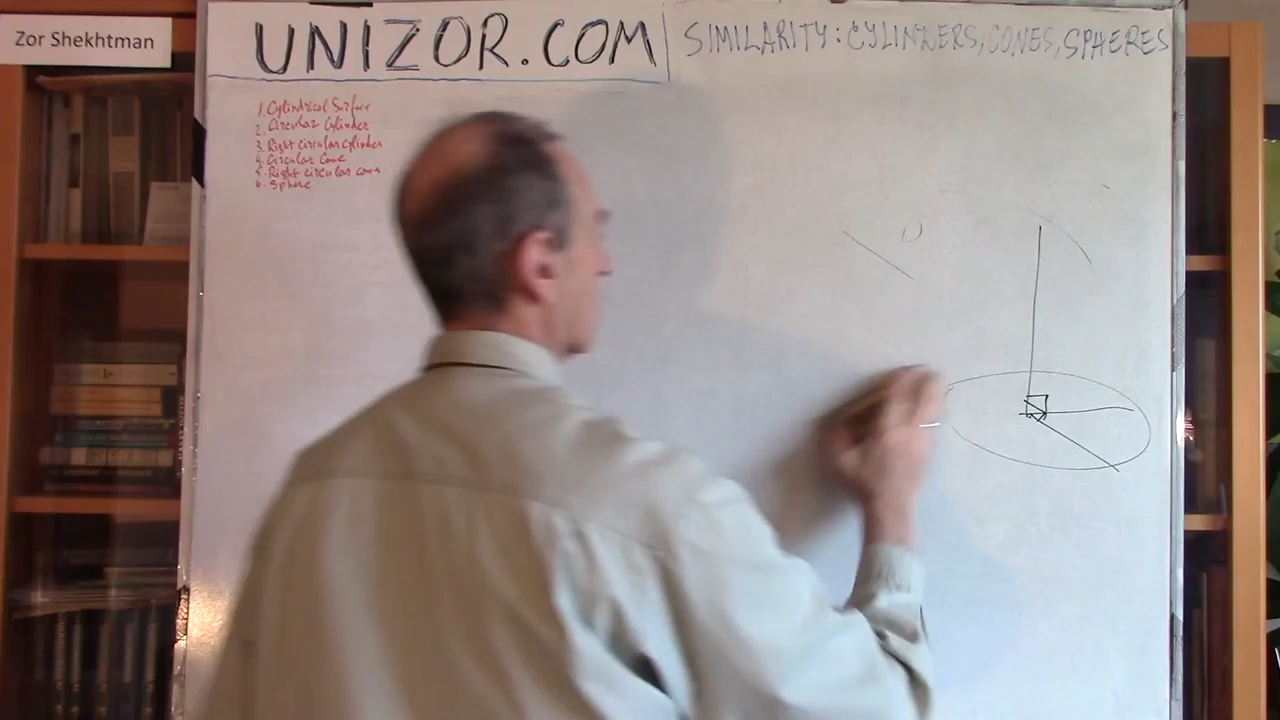 Zor Shekhtman
UNIZOR.COM
SIMILARITY: CYLINDERS, CONES, SPHERES
1. Cylindrical Surface
2. Circular Cylinder
3. Right circular cylinder
4. Circular Cone
5. Right circular cone
6. Sphere